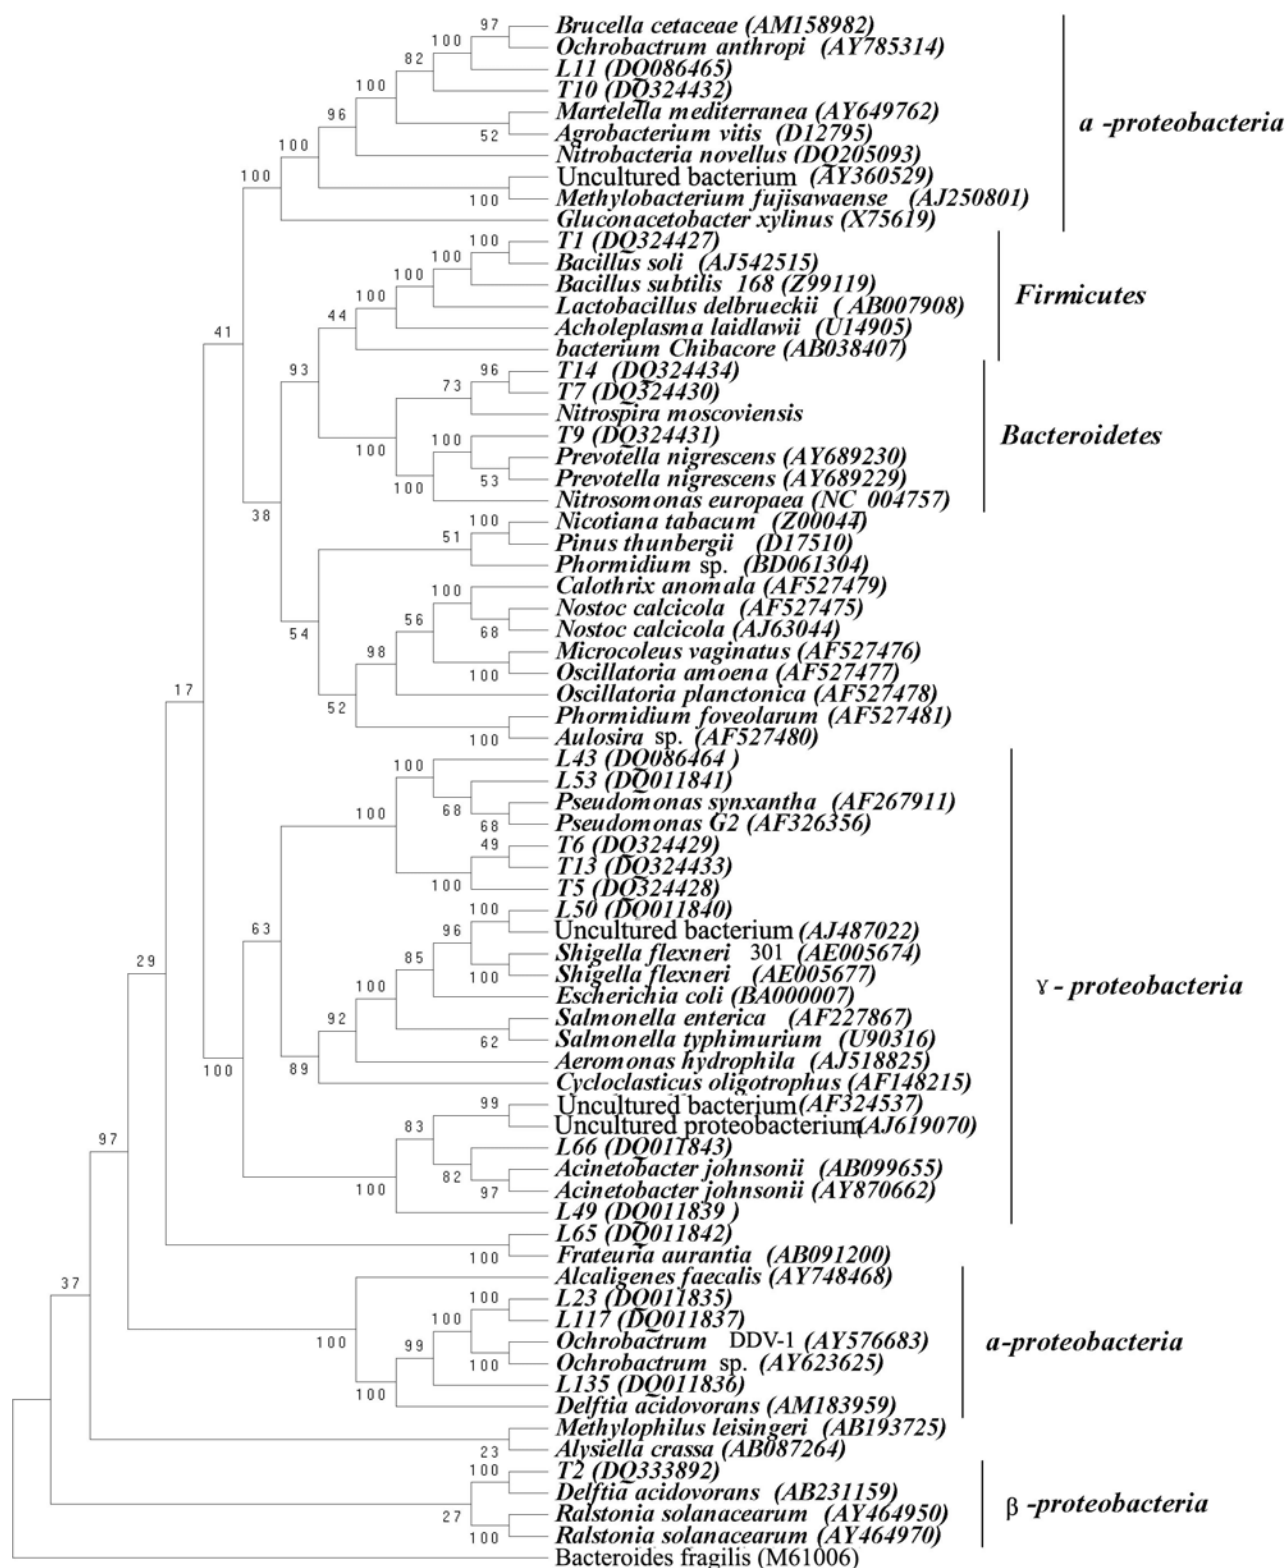 97
Brucella cetaceae (AM158982)
100
Ochrobactrum anthropi (AY785314)
82
L11 (DQ086465)
100
T10 (DQ324432)
96
Martelella mediterranea (AY649762)
α -proteobacteria
52
Agrobacterium vitis (D12795)
100
Nitrobacteria novellus (DQ205093)
100
Uncultured bacterium (AY360529)
100
Methylobacterium fujisawaense (AJ250801)
Gluconacetobacter xylinus (X75619)
100
T1 (DQ324427)
100
Bacillus soli (AJ542515)
100
Bacillus subtilis 168 (Z99119)
Firmicutes
100
Lactobacillus delbrueckii ( AB007908)
44
Acholeplasma laidlawii (U14905)
41
bacterium Chibacore (AB038407)
93
96
T14 (DQ324434)
73
T7 (DQ324430)
Nitrospira moscoviensis
100
100
T9 (DQ324431)
Bacteroidetes
Prevotella nigrescens (AY689230)
53
Prevotella nigrescens (AY689229)
100
Nitrosomonas europaea (NC_004757)
38
100
Nicotiana tabacum (Z00044)
51
Pinus thunbergii (D17510)
Phormidium sp. (BD061304)
100
Calothrix anomala (AF527479)
Nostoc calcicola (AF527475)
56
68
Nostoc calcicola (AJ63044)
54
98
Microcoleus vaginatus (AF527476)
100
Oscillatoria amoena (AF527477)
17
Oscillatoria planctonica (AF527478)
52
Phormidium foveolarum (AF527481)
100
Aulosira sp. (AF527480)
100
L43 (DQ086464 )
L53 (DQ011841)
100
68
Pseudomonas synxantha (AF267911)
68
Pseudomonas G2 (AF326356)
49
T6 (DQ324429)
T13 (DQ324433)
100
T5 (DQ324428)
100
L50 (DQ011840)
63
96
Uncultured bacterium (AJ487022)
29
85
Shigella flexneri 301 (AE005674)
100
Shigella flexneri (AE005677)
γ - proteobacteria
100
Escherichia coli (BA000007)
92
Salmonella enterica (AF227867)
62
Salmonella typhimurium (U90316)
100
89
Aeromonas hydrophila (AJ518825)
Cycloclasticus oligotrophus (AF148215)
99
Uncultured bacterium (AF324537)
83
Uncultured proteobacterium (AJ619070)
97
L66 (DQ011843)
82
Acinetobacter johnsonii (AB099655)
100
97
Acinetobacter johnsonii (AY870662)
L49 (DQ011839 )
L65 (DQ011842)
100
Frateuria aurantia (AB091200)
37
Alcaligenes faecalis (AY748468)
100
L23 (DQ011835)
100
L117 (DQ011837)
100
99
Ochrobactrum DDV-1 (AY576683)
α-proteobacteria
100
Ochrobactrum sp. (AY623625)
100
L135 (DQ011836)
Delftia acidovorans (AM183959)
Methylophilus leisingeri (AB193725)
23
Alysiella crassa (AB087264)
100
T2 (DQ333892)
Delftia acidovorans (AB231159)
β -proteobacteria
27
Ralstonia solanacearum (AY464950)
100
Ralstonia solanacearum (AY464970)
Bacteroides fragilis (M61006)